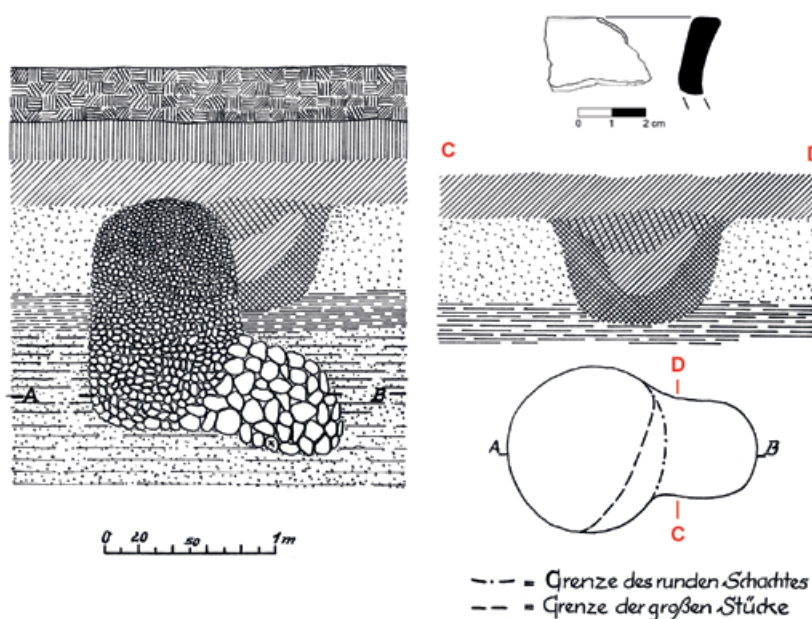 0 1 2 cm
C D
A B
D
A B
C
0 20 50 1m
-·-·- = Grenze des runden Schachtes
--- = Grenze der großen Stücke